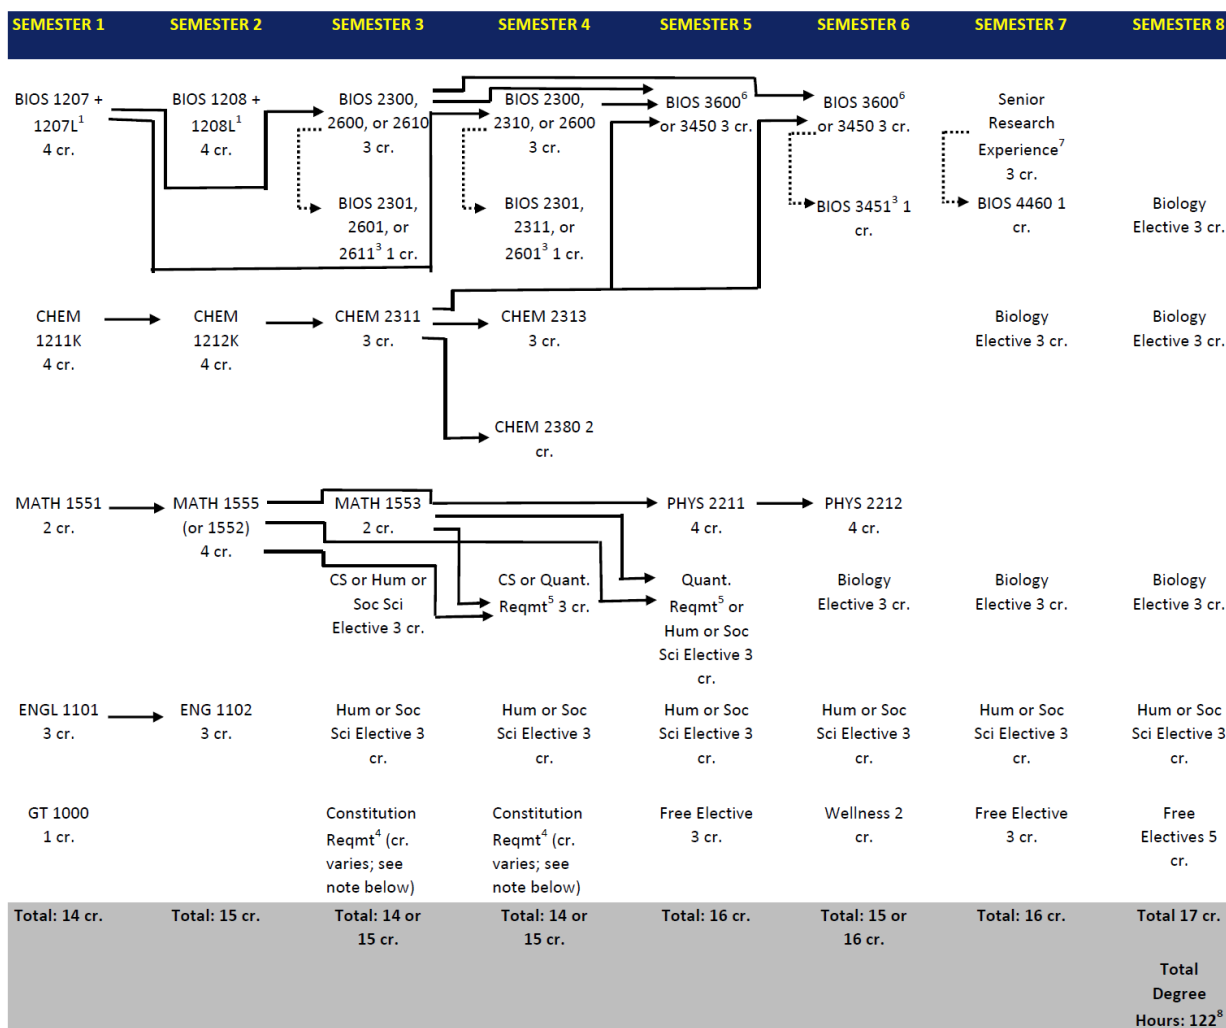 SEMESTER 1 SEMESTER 2 SEMESTER 3 SEMESTER 4 SEMESTER 5 SEMESTER 6 SEMESTER 7 SEMESTER 8
BIOS 1207 +
1207L¹
4 cr.
BIOS 1208 +
1208L¹
4 cr.
BIOS 2300,
2600, or 2610
3 cr.
BIOS 2300,
2310, or 2600
3 cr.
BIOS 3600⁶
or 3450 3 cr.
BIOS 3600⁶
or 3450 3 cr.
Senior
Research
Experience⁷
3 cr.
BIOS 2301,
2601, or
2611³ 1 cr.
BIOS 2301,
2311, or
2601³ 1 cr.
BIOS 3451³ 1
cr.
BIOS 4460 1
cr.
Biology
Elective 3 cr.
CHEM
1211K
4 cr.
CHEM
1212K
4 cr.
CHEM 2311
3 cr.
CHEM 2313
3 cr.
Biology
Elective 3 cr.
Biology
Elective 3 cr.
CHEM 2380 2
cr.
MATH 1551
2 cr.
MATH 1555
(or 1552)
4 cr.
MATH 1553
2 cr.
PHYS 2211
4 cr.
PHYS 2212
4 cr.
CS or Hum or
Soc Sci
Elective 3 cr.
CS or Quant.
Reqmt⁵ 3 cr.
Quant.
Reqmt⁵ or
Hum or Soc
Sci Elective 3
cr.
Biology
Elective 3 cr.
Biology
Elective 3 cr.
Biology
Elective 3 cr.
ENGL 1101
3 cr.
ENG 1102
3 cr.
Hum or Soc
Sci Elective 3
cr.
Hum or Soc
Sci Elective 3
cr.
Hum or Soc
Sci Elective 3
cr.
Hum or Soc
Sci Elective 3
cr.
Hum or Soc
Sci Elective 3
cr.
Hum or Soc
Sci Elective 3
cr.
GT 1000
1 cr.
Constitution
Reqmt⁴ (cr.
varies; see
note below)
Constitution
Reqmt⁴ (cr.
varies; see
note below)
Free Elective
3 cr.
Wellness 2
cr.
Free Elective
3 cr.
Free
Electives 5
cr.
Total: 14 cr.
Total: 15 cr.
Total: 14 or
15 cr.
Total: 14 or
15 cr.
Total: 16 cr.
Total: 15 or
16 cr.
Total: 16 cr.
Total 17 cr.
Total
Degree
Hours: 122⁸